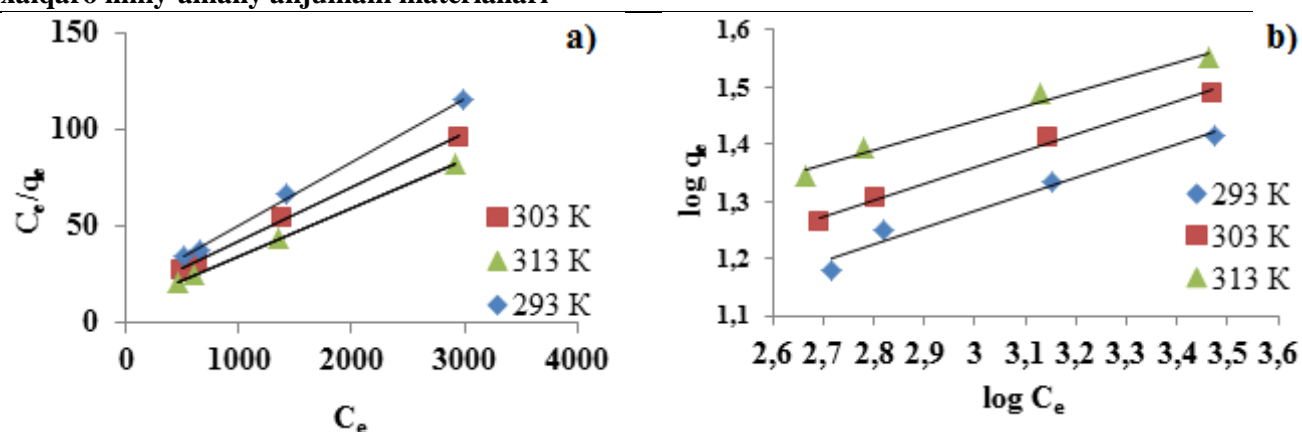 xalqaro ilmiy-amaliy anjumani materiallari
a)
150
100
50
0
0 1000 2000 3000 4000
Cₑ/qₑ
Cₑ
303 K
313 K
293 K
b)
1,6
1,5
1,4
1,3
1,2
1,1
2,6 2,7 2,8 2,9 3 3,1 3,2 3,3 3,4 3,5 3,6
log qₑ
log Cₑ
293 K
303 K
313 K